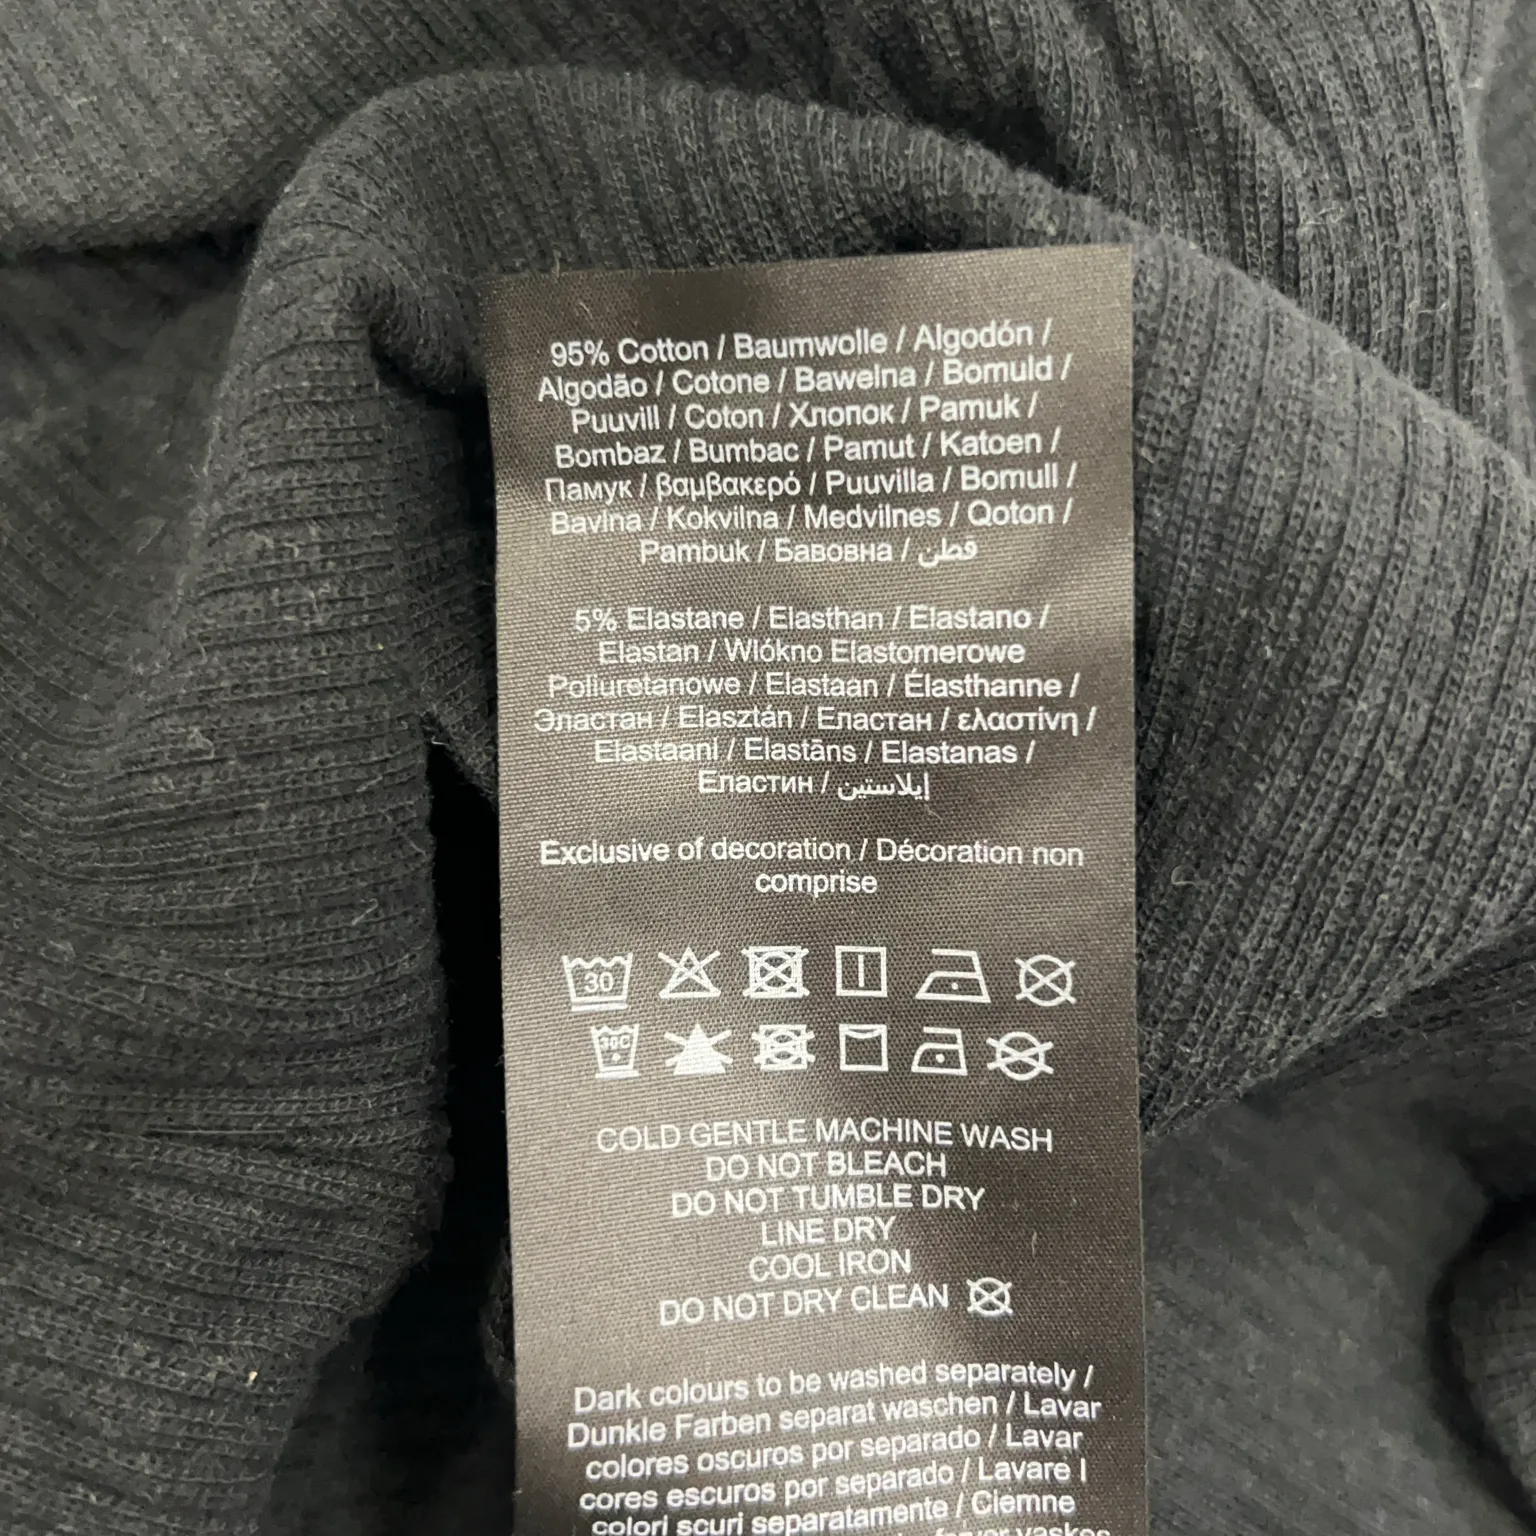 95% Cotton / Baumwolle / Algodón /
Algodão / Cotone / Bawełna / Bomuld /
Puuvill / Coton / Хлопок / Pamuk /
Bombaz / Bumbac / Pamut / Katoen /
Памук / βαμβακερό / Puuvilla / Bomull /
Bavlna / Kokvilna / Medvilnes / Qoton /
Pambuk / Бавовна / قطن
5% Elastane / Elasthan / Elastano /
Elastan / Wlókno Elastomerowe
Poliuretanowe / Elastaan / Élasthanne /
Эластан / Elasztán / Еластан / ελαστίνη /
Elastaani / Elastāns / Elastanas /
Еластин / إيلاستين
Exclusive of decoration / Décoration non
comprise
30
30C
COLD GENTLE MACHINE WASH
DO NOT BLEACH
DO NOT TUMBLE DRY
LINE DRY
COOL IRON
DO NOT DRY CLEAN
Dark colours to be washed separately /
Dunkle Farben separat waschen / Lavar
colores oscuros por separado / Lavar
cores escuros por separado / Lavare I
colori scuri separatamente / Ciemne
farver vaskes